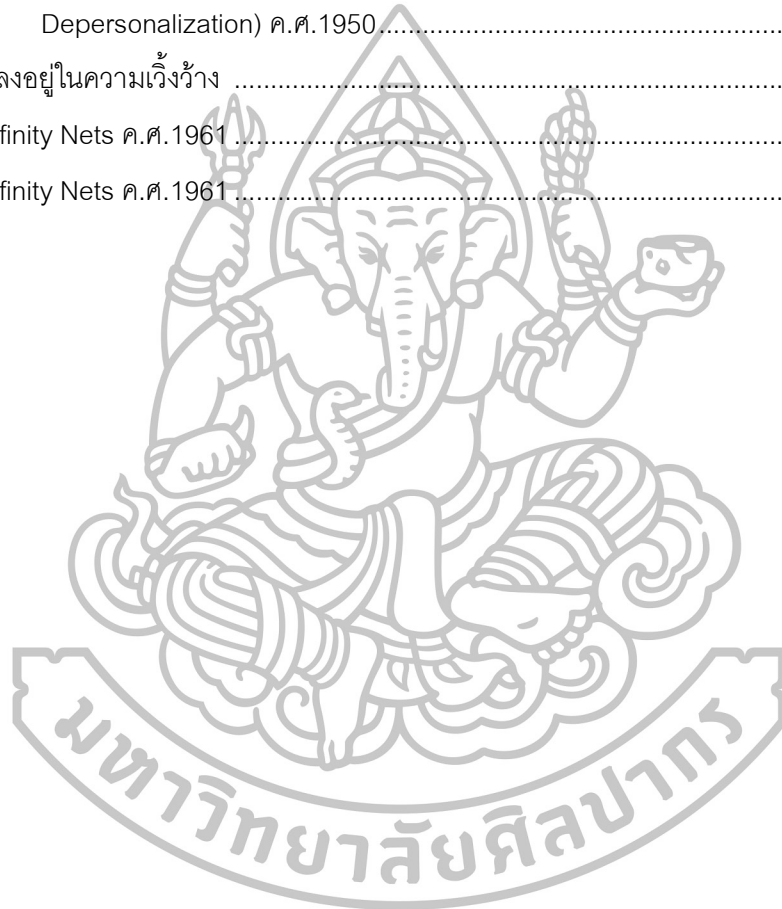 Depersonalization) ค.ศ.1950......................................................
ลงอยู่ในความเวิ้งว้าง ..........................................................................
finity Nets ค.ศ.1961 ..........................................................................
finity Nets ค.ศ.1961 ..........................................................................
มหาวิทยาลัยศิลปากร